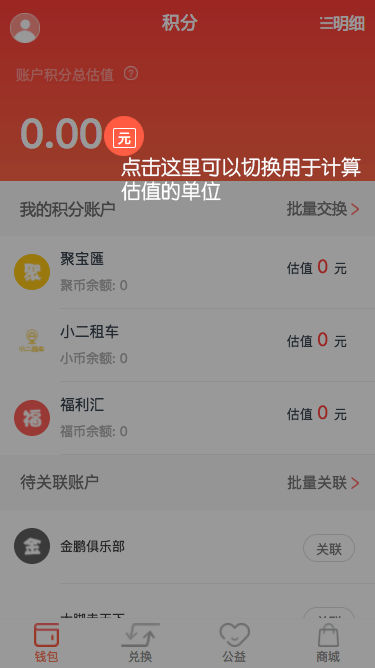 积分
明细
账户积分总估值 ?
0.00 元
点击这里可以切换用于计算
估值的单位
我的积分账户
批量交换
聚
聚宝匯
聚币余额: 0
估值 0 元
小二租车
小二租车
小币余额: 0
估值 0 元
福
福利汇
福币余额: 0
估值 0 元
待关联账户
批量关联
金
金鹏俱乐部
关联
钱包
兑换
公益
商城